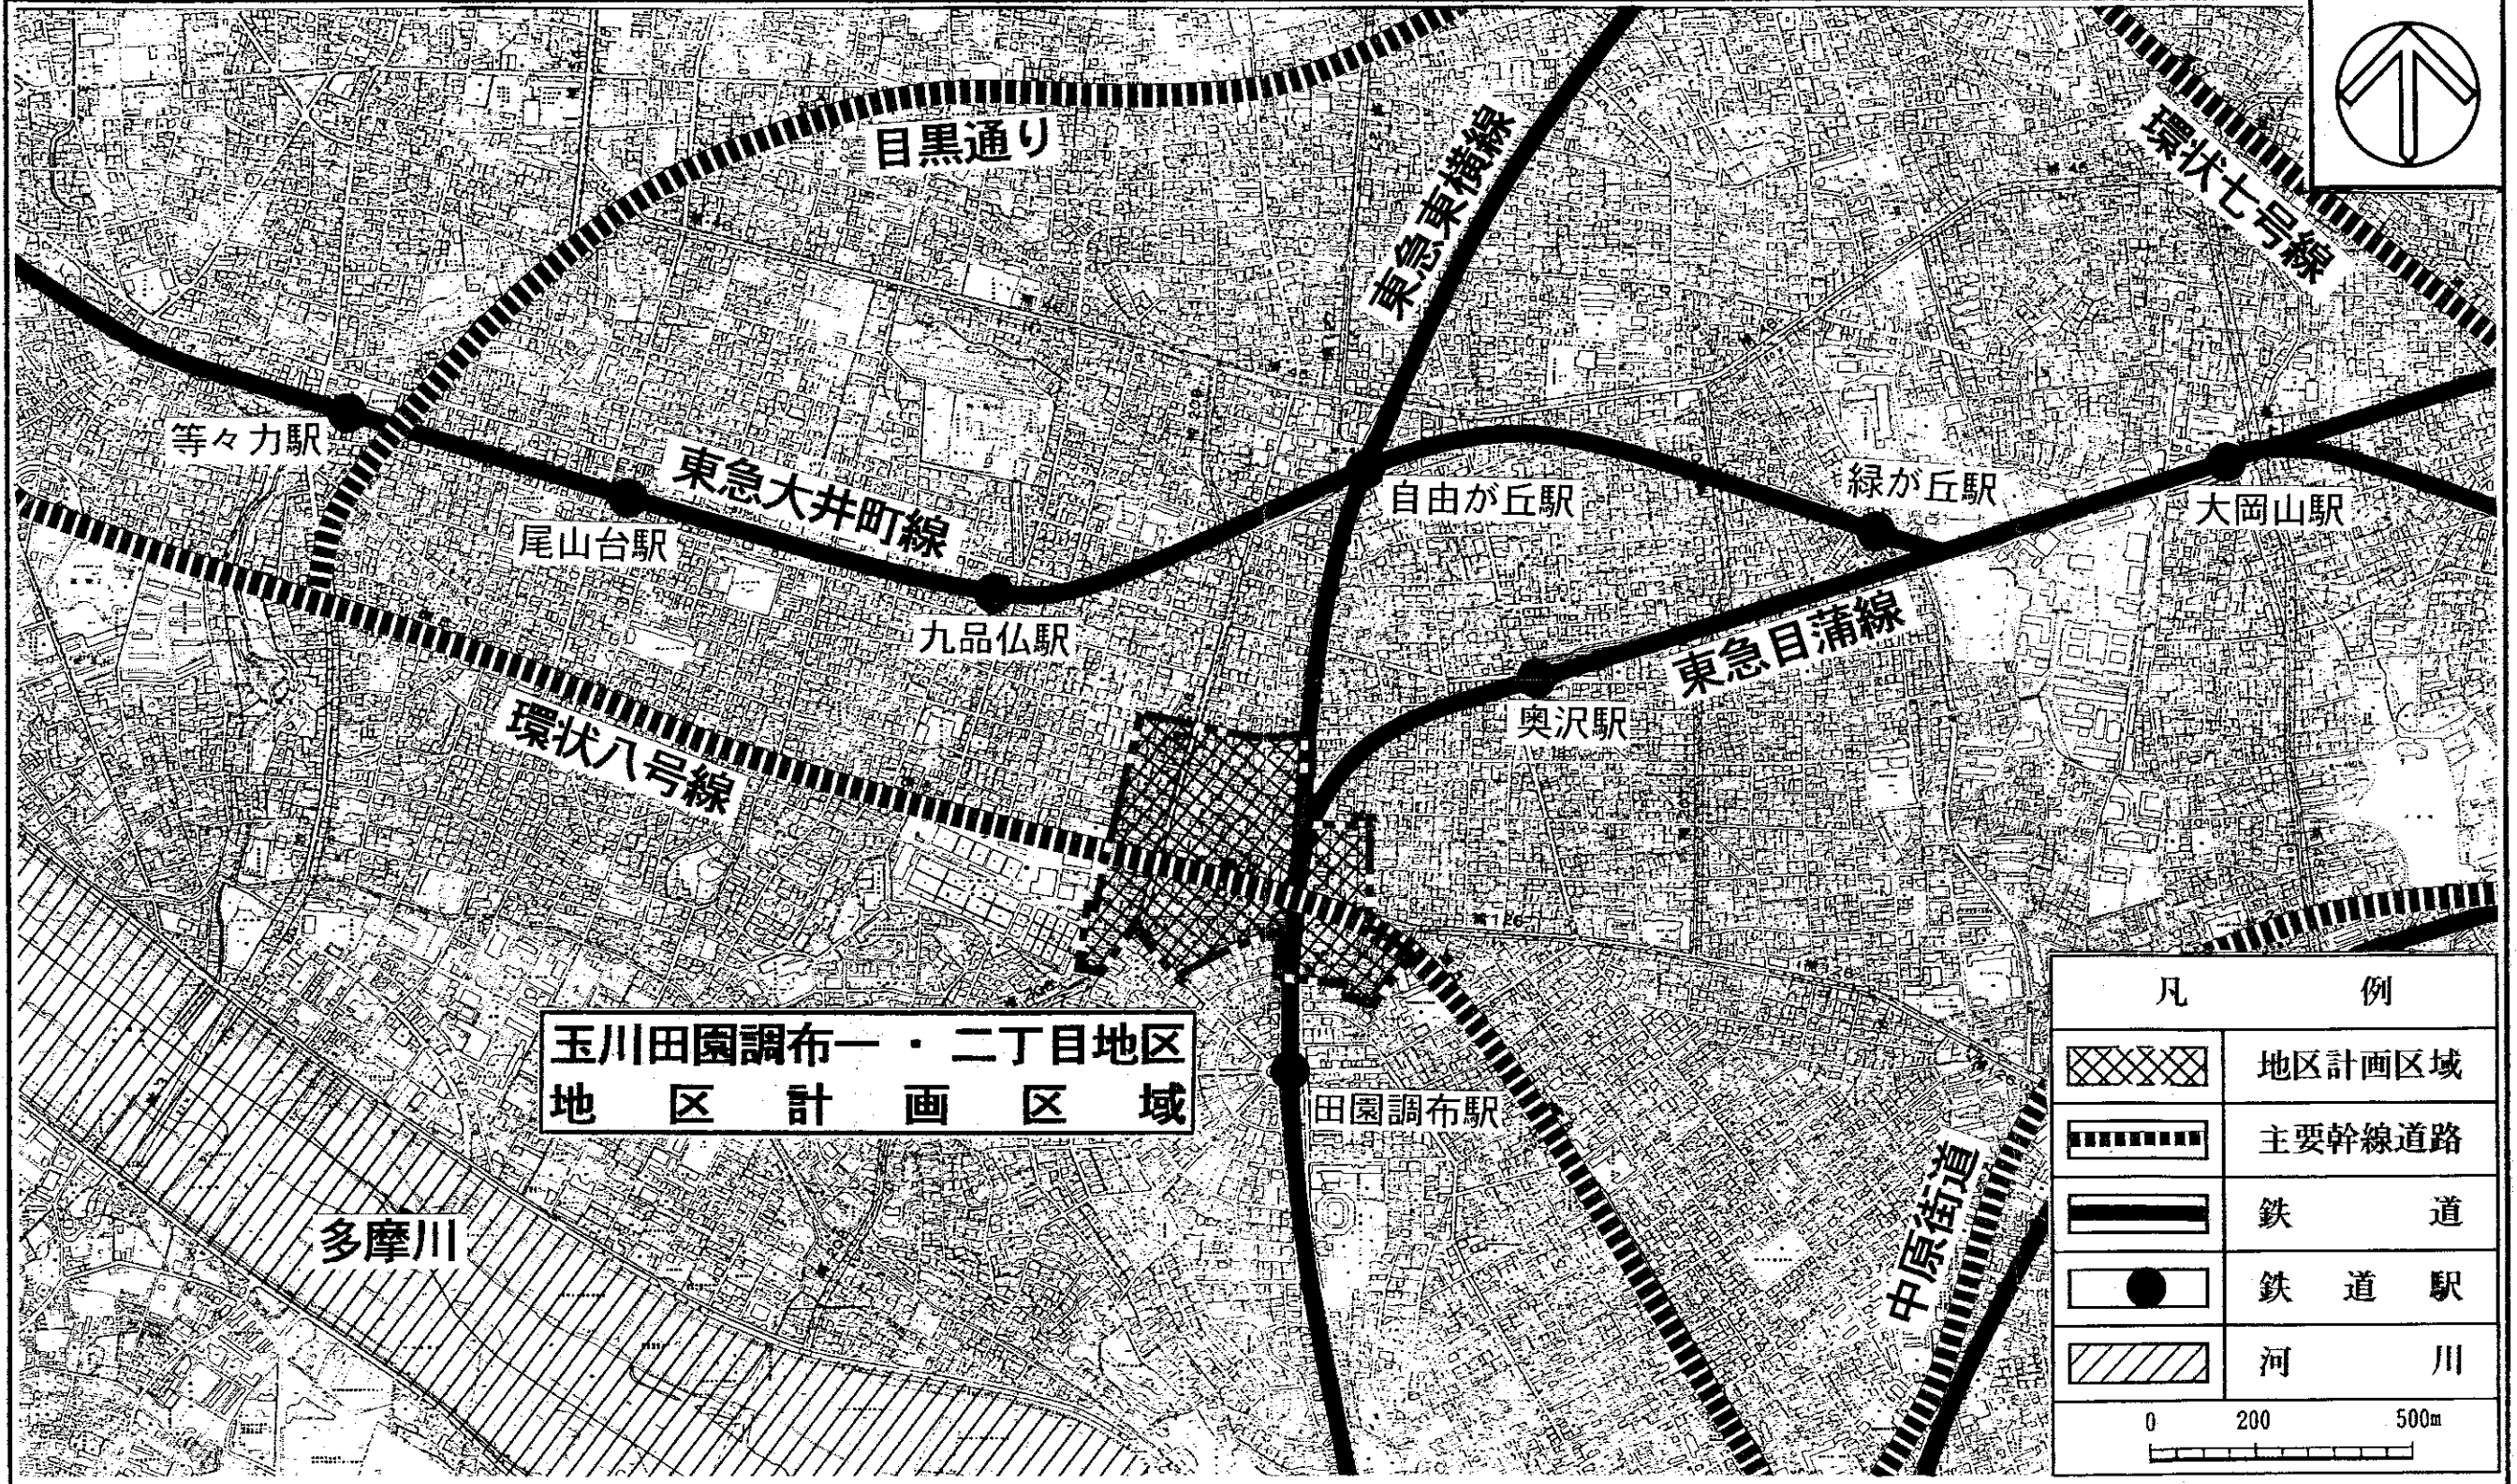 目黒通り
東急東横線
環状七号線
等々力駅
東急大井町線
尾山台駅
自由が丘駅
緑が丘駅
大岡山駅
九品仏駅
東急目蒲線
奥沢駅
環状八号線
玉川田園調布一・二丁目地区
地区計画区域
田園調布駅
多摩川
中原街道
凡例
地区計画区域
主要幹線道路
鉄道
鉄道駅
河川
0 200 500m